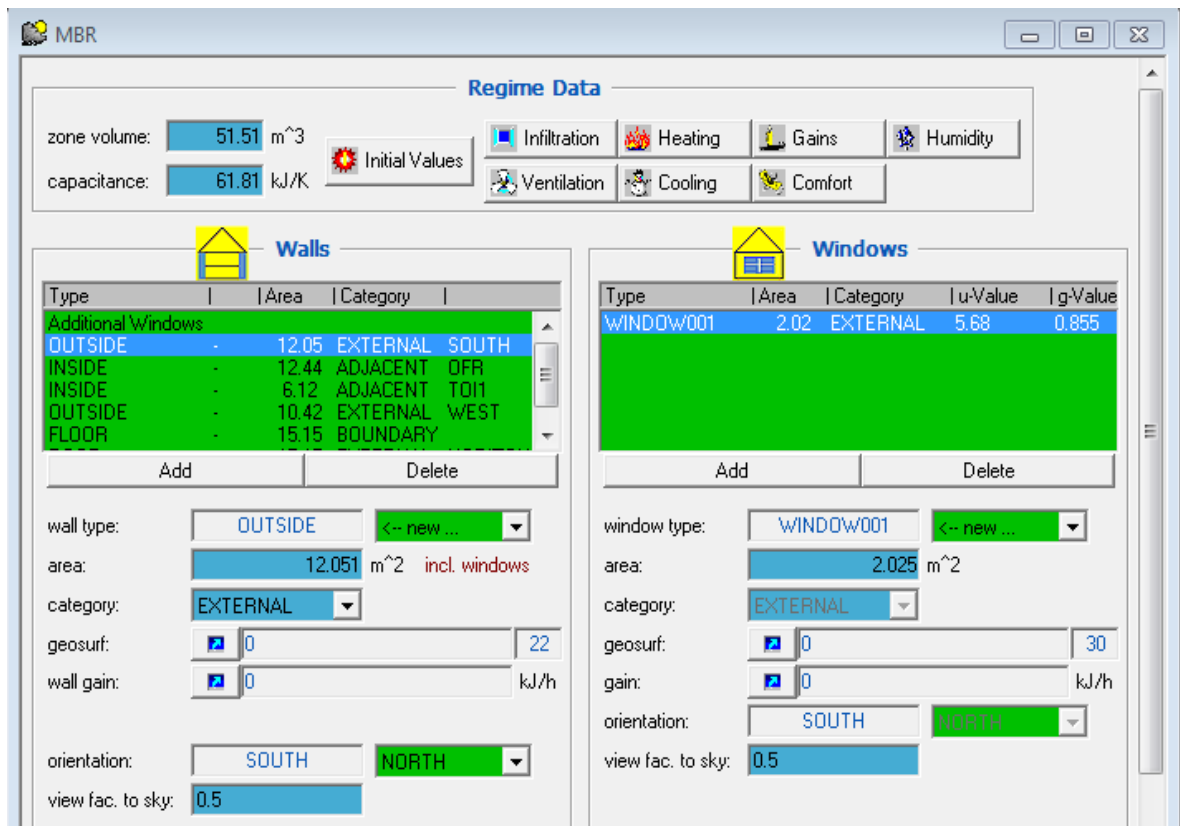 MBR
Regime Data
zone volume: 51.51 m^3
capacitance: 61.81 kJ/K
Initial Values
Infiltration Heating Gains Humidity
Ventilation Cooling Comfort
Walls
Type | | Area | Category |
Additional Windows
OUTSIDE - 12.05 EXTERNAL SOUTH
INSIDE - 12.44 ADJACENT OFR
INSIDE - 6.12 ADJACENT TOI1
OUTSIDE - 10.42 EXTERNAL WEST
FLOOR - 15.15 BOUNDARY
Add Delete
wall type: OUTSIDE <-- new ...
area: 12.051 m^2 incl. windows
category: EXTERNAL
geosurf: 0 22
wall gain: 0 kJ/h
orientation: SOUTH NORTH
view fac. to sky: 0.5
Windows
Type | Area | Category | u-Value | g-Value
WINDOW001 2.02 EXTERNAL 5.68 0.855
Add Delete
window type: WINDOW001 <-- new ...
area: 2.025 m^2
category: EXTERNAL
geosurf: 0 30
gain: 0 kJ/h
orientation: SOUTH NORTH
view fac. to sky: 0.5